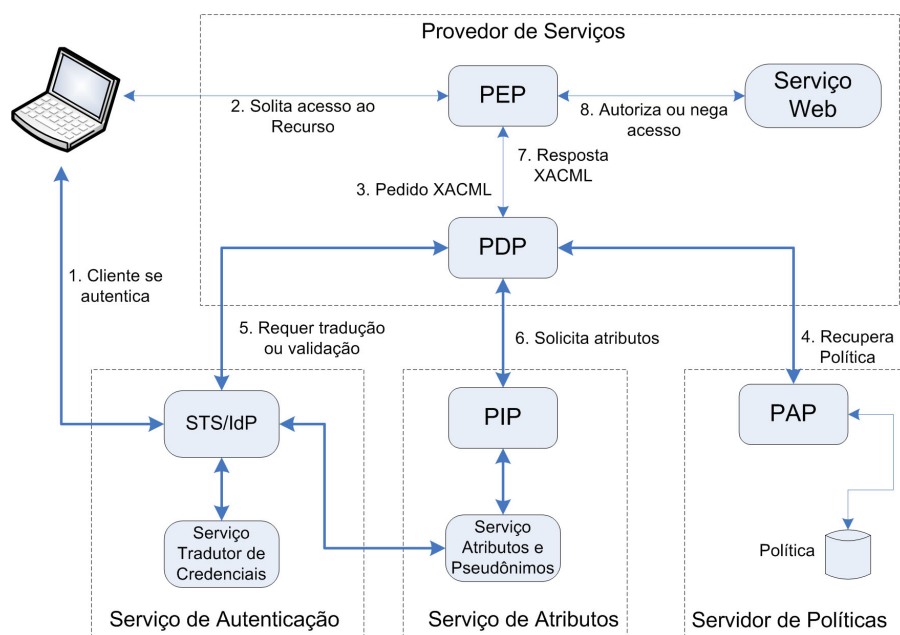 Provedor de Serviços
PEP
Serviço
Web
2. Solita acesso ao
Recurso
8. Autoriza ou nega
acesso
7. Resposta
XACML
3. Pedido XACML
PDP
1. Cliente se
autentica
5. Requer tradução
ou validação
6. Solicita atributos
4. Recupera
Política
STS/IdP
PIP
PAP
Serviço
Tradutor de
Credenciais
Serviço
Atributos e
Pseudônimos
Política
Serviço de Autenticação
Serviço de Atributos
Servidor de Políticas